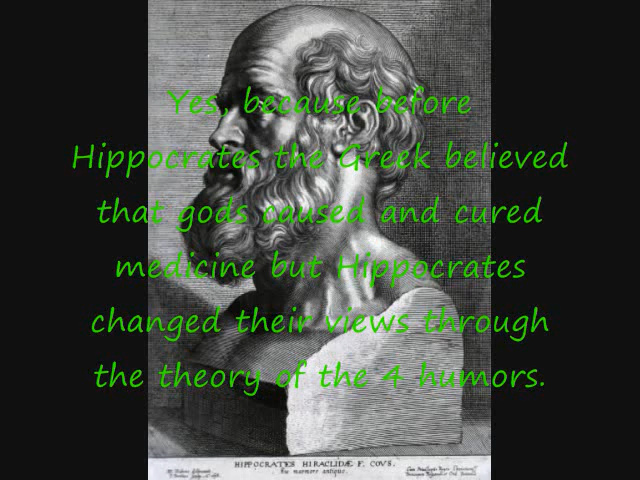 Yes, because before
Hippocrates the Greek believed
that gods caused and cured
medicine but Hippocrates
changed their views through
the theory of the 4 humors.
HIPPOCRATES HIRACLIDÆ F. COVS.
Ex marmore antiquo.